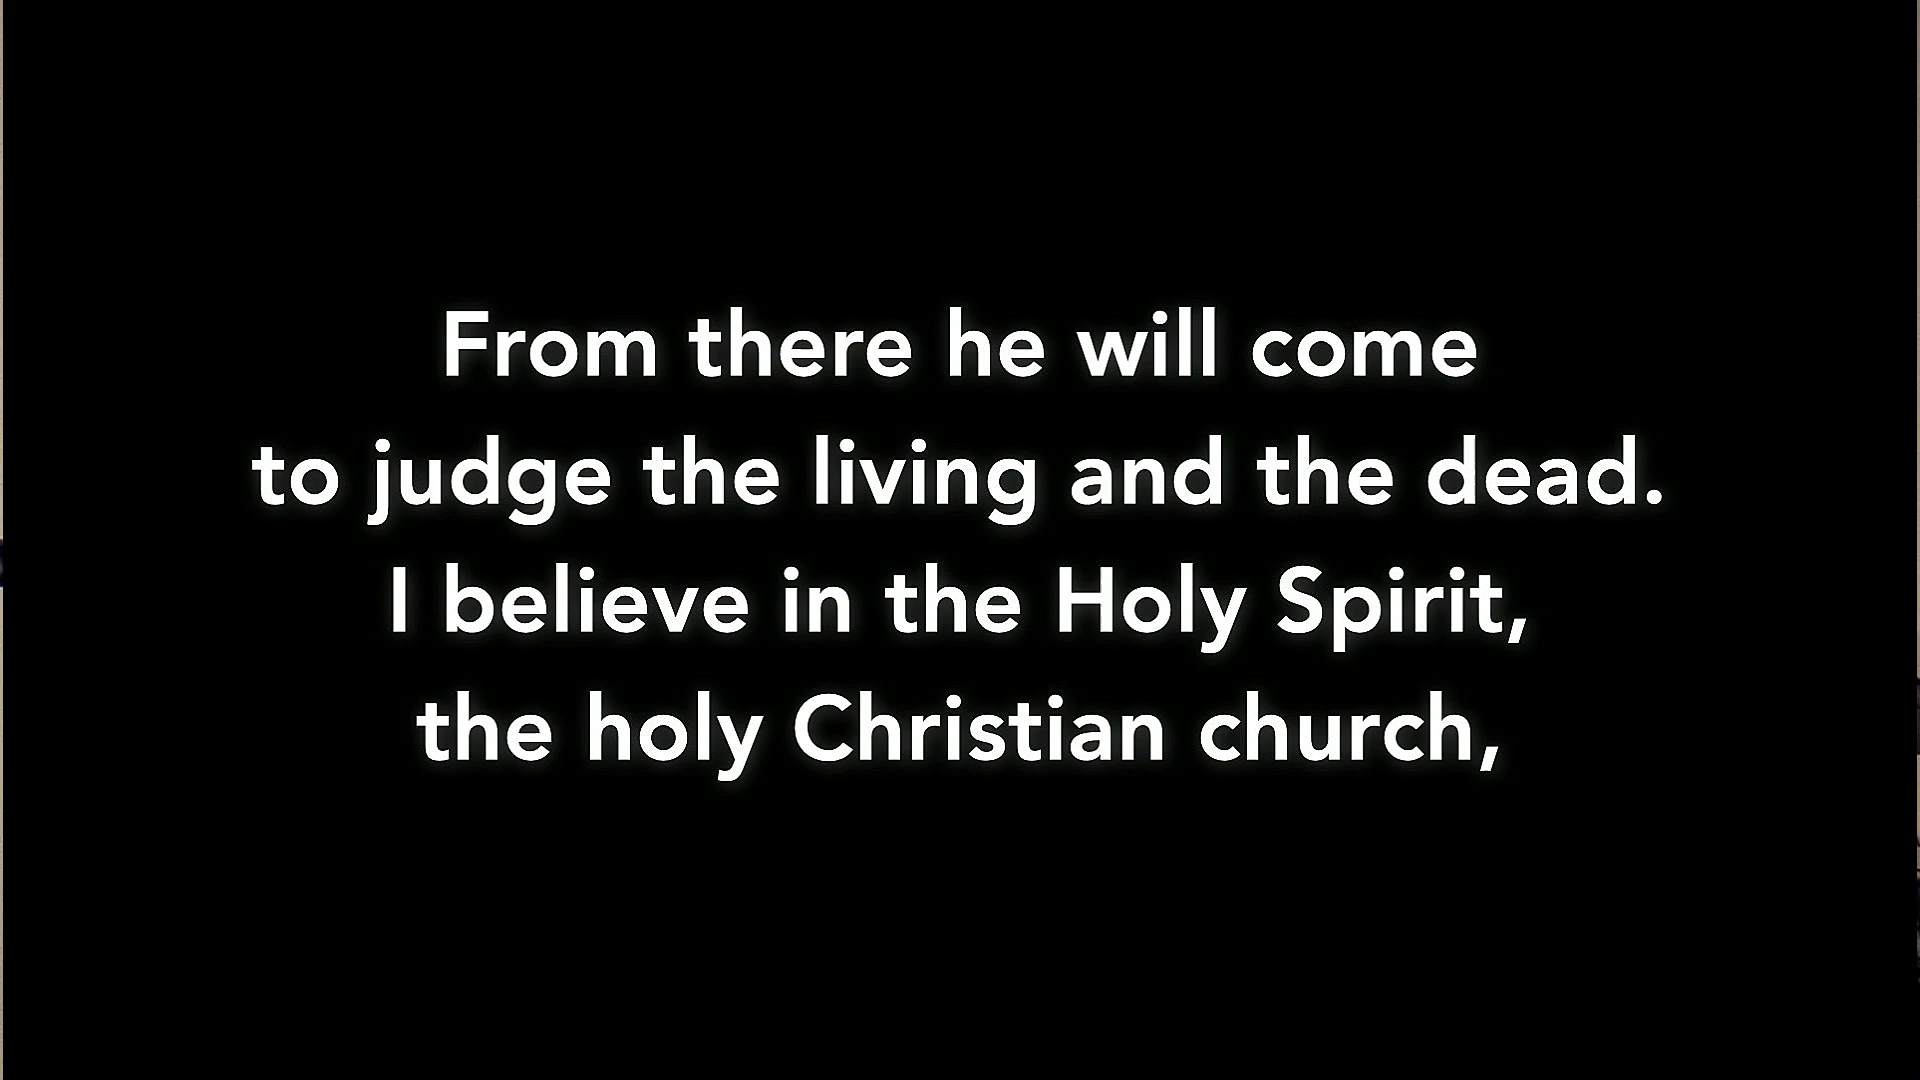 From there he will come
to judge the living and the dead.
I believe in the Holy Spirit,
the holy Christian church,